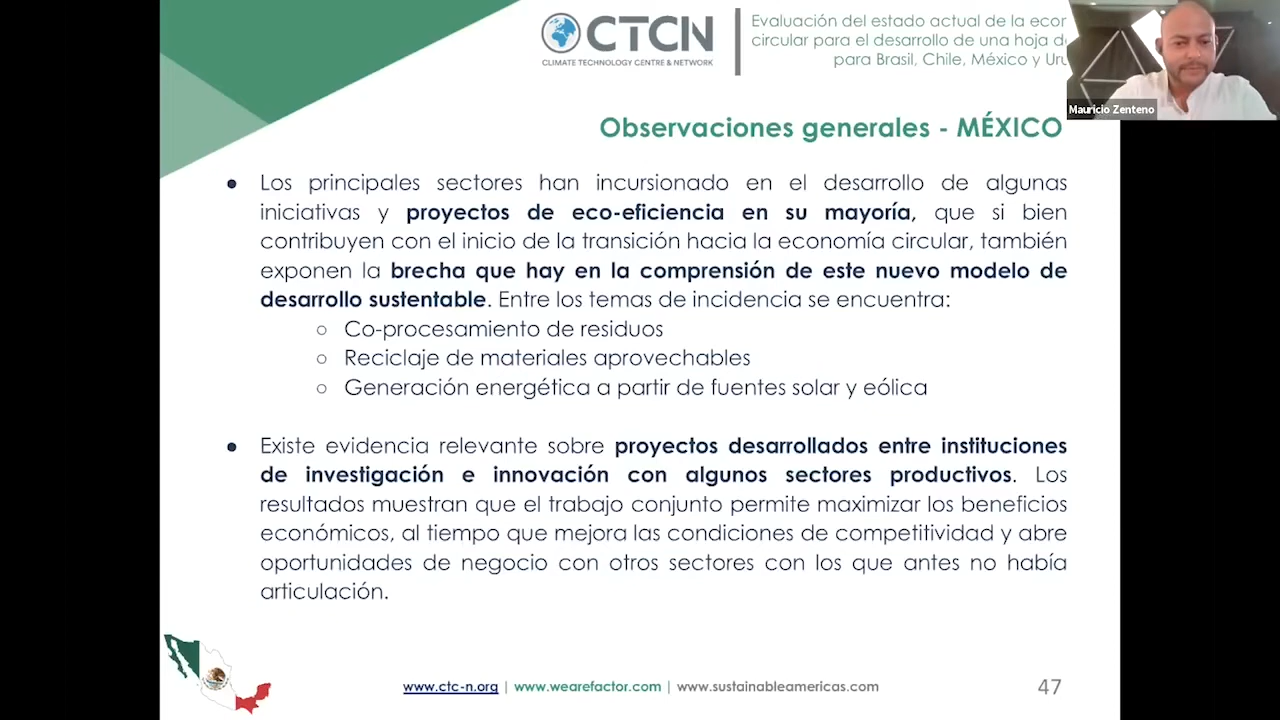 CTCN
CLIMATE TECHNOLOGY CENTRE & NETWORK
Evaluación del estado actual de la
circular para el desarrollo de una hoja
para Brasil, Chile, México y
Mauricio Zenteno
Observaciones generales - MÉXICO
● Los principales sectores han incursionado en el desarrollo de algunas
iniciativas y proyectos de eco-eficiencia en su mayoría, que si bien
contribuyen con el inicio de la transición hacia la economía circular, también
exponen la brecha que hay en la comprensión de este nuevo modelo de
desarrollo sustentable. Entre los temas de incidencia se encuentra:
○ Co-procesamiento de residuos
○ Reciclaje de materiales aprovechables
○ Generación energética a partir de fuentes solar y eólica
● Existe evidencia relevante sobre proyectos desarrollados entre instituciones
de investigación e innovación con algunos sectores productivos. Los
resultados muestran que el trabajo conjunto permite maximizar los beneficios
económicos, al tiempo que mejora las condiciones de competitividad y abre
oportunidades de negocio con otros sectores con los que antes no había
articulación.
www.ctc-n.org | www.wearefactor.com | www.sustainableamericas.com
47